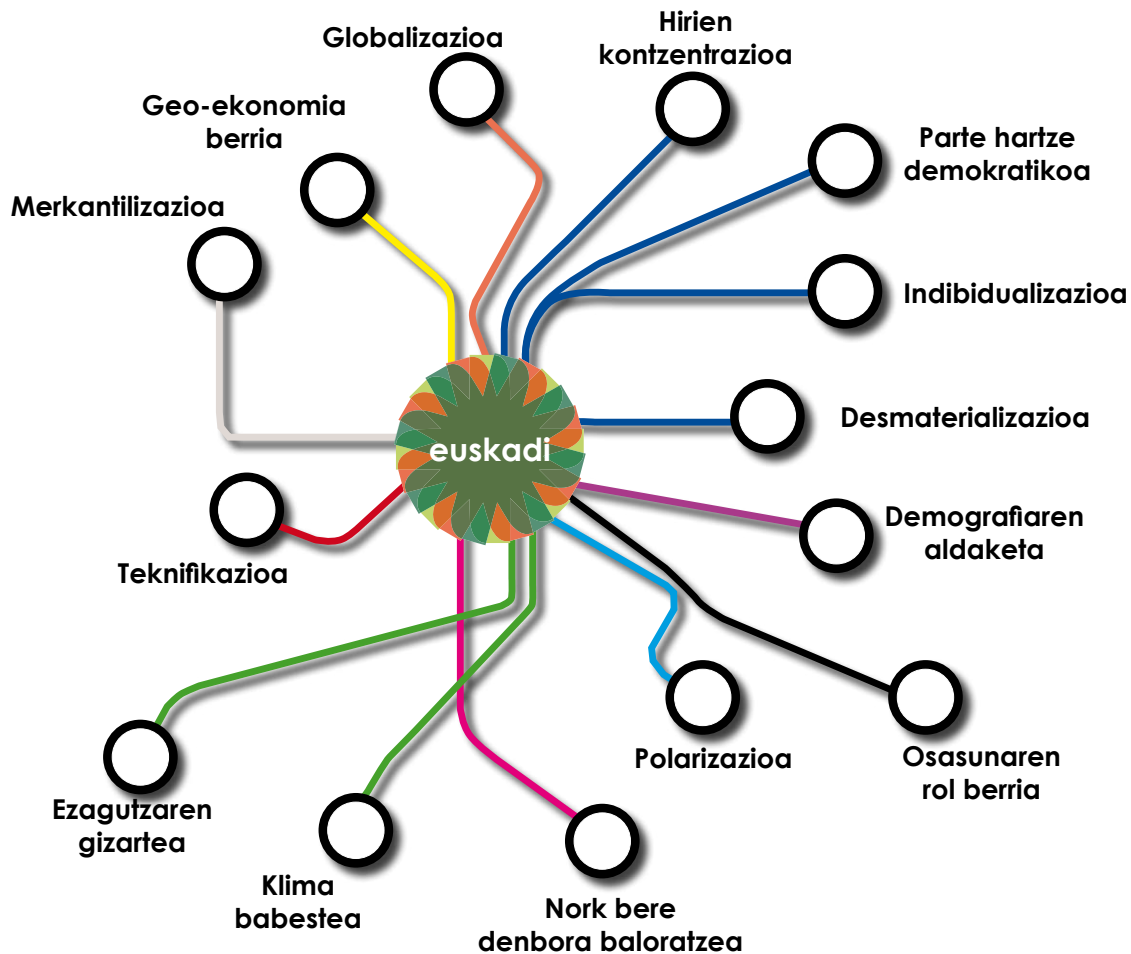 Globalizazioa
Hirien
kontzentrazioa
Geo-ekonomia
berria
Parte hartze
demokratikoa
Merkantilizazioa
Indibidualizazioa
Desmaterializazioa
euskadi
Demografiaren
aldaketa
Teknifikazioa
Polarizazioa
Osasunaren
rol berria
Ezagutzaren
gizartea
Klima
babestea
Nork bere
denbora baloratzea